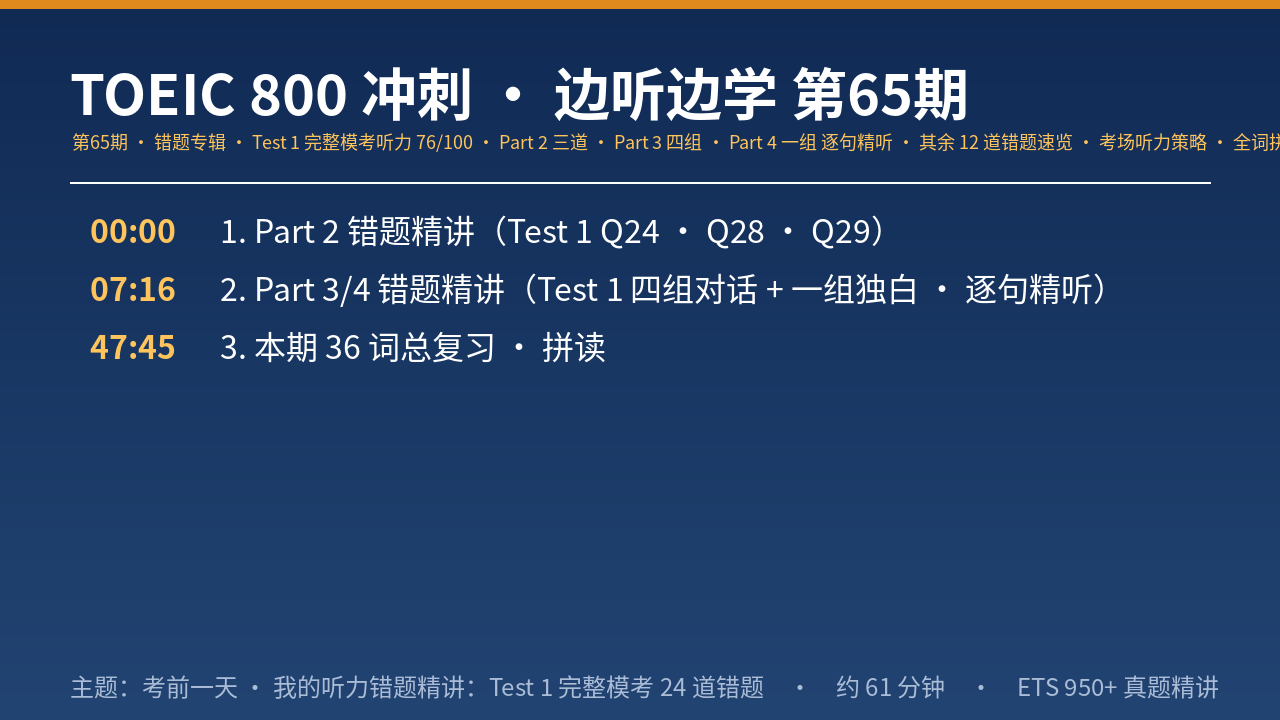 TOEIC 800 冲刺 · 边听边学 第65期
第65期 · 错题专辑 · Test 1 完整模考听力 76/100 · Part 2 三道 · Part 3 四组 · Part 4 一组 逐句精听 · 其余 12 道错题速览 · 考场听力策略 · 全词
00:00 1. Part 2 错题精讲（Test 1 Q24 · Q28 · Q29）
07:16 2. Part 3/4 错题精讲（Test 1 四组对话 + 一组独白 · 逐句精听）
47:45 3. 本期 36 词总复习 · 拼读
主题：考前一天 · 我的听力错题精讲：Test 1 完整模考 24 道错题 · 约 61 分钟 · ETS 950+ 真题精讲